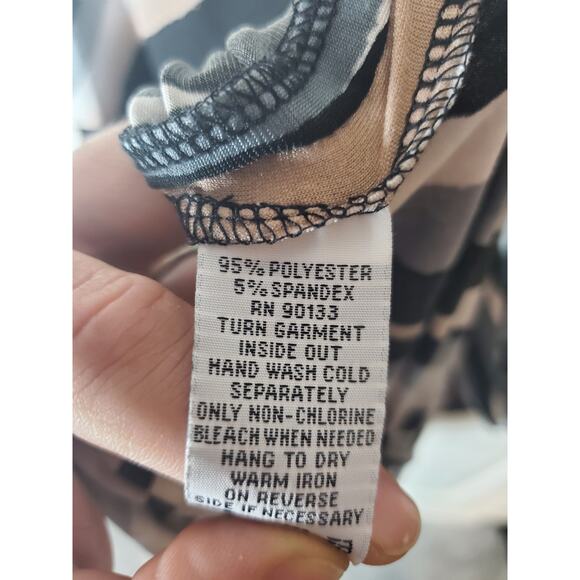 95% POLYESTER
5% SPANDEX
RN 90133
TURN GARMENT
INSIDE OUT
HAND WASH COLD
SEPARATELY
ONLY NON-CHLORINE
BLEACH WHEN NEEDED
HANG TO DRY
WARM IRON
ON REVERSE
SIDE IF NECESSARY